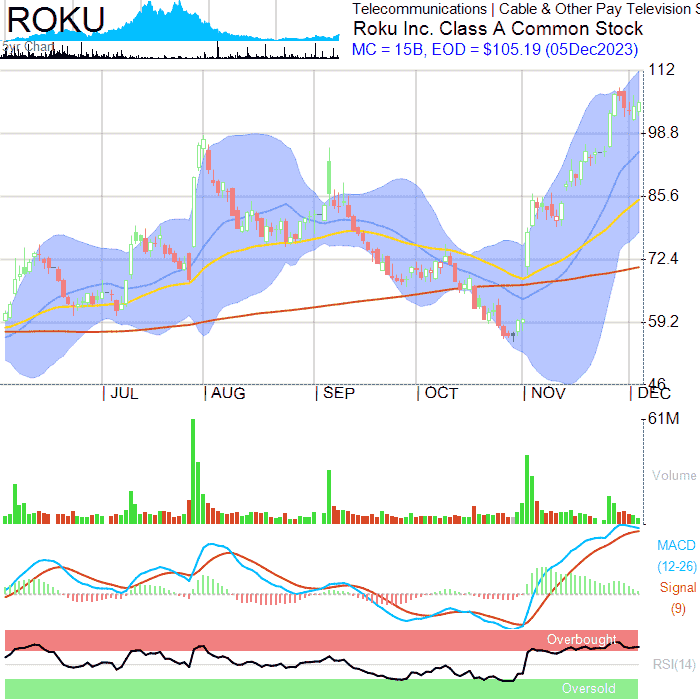 ROKU
Telecommunications | Cable & Other Pay Television S
Roku Inc. Class A Common Stock
MC = 15B, EOD = $105.19 (05Dec2023)
5yr Chart
112
98.8
85.6
72.4
59.2
46
| JUL | AUG | SEP | OCT | NOV | DEC
61M
Volume
MACD
(12-26)
Signal
(9)
Overbought
RSI(14)
Oversold